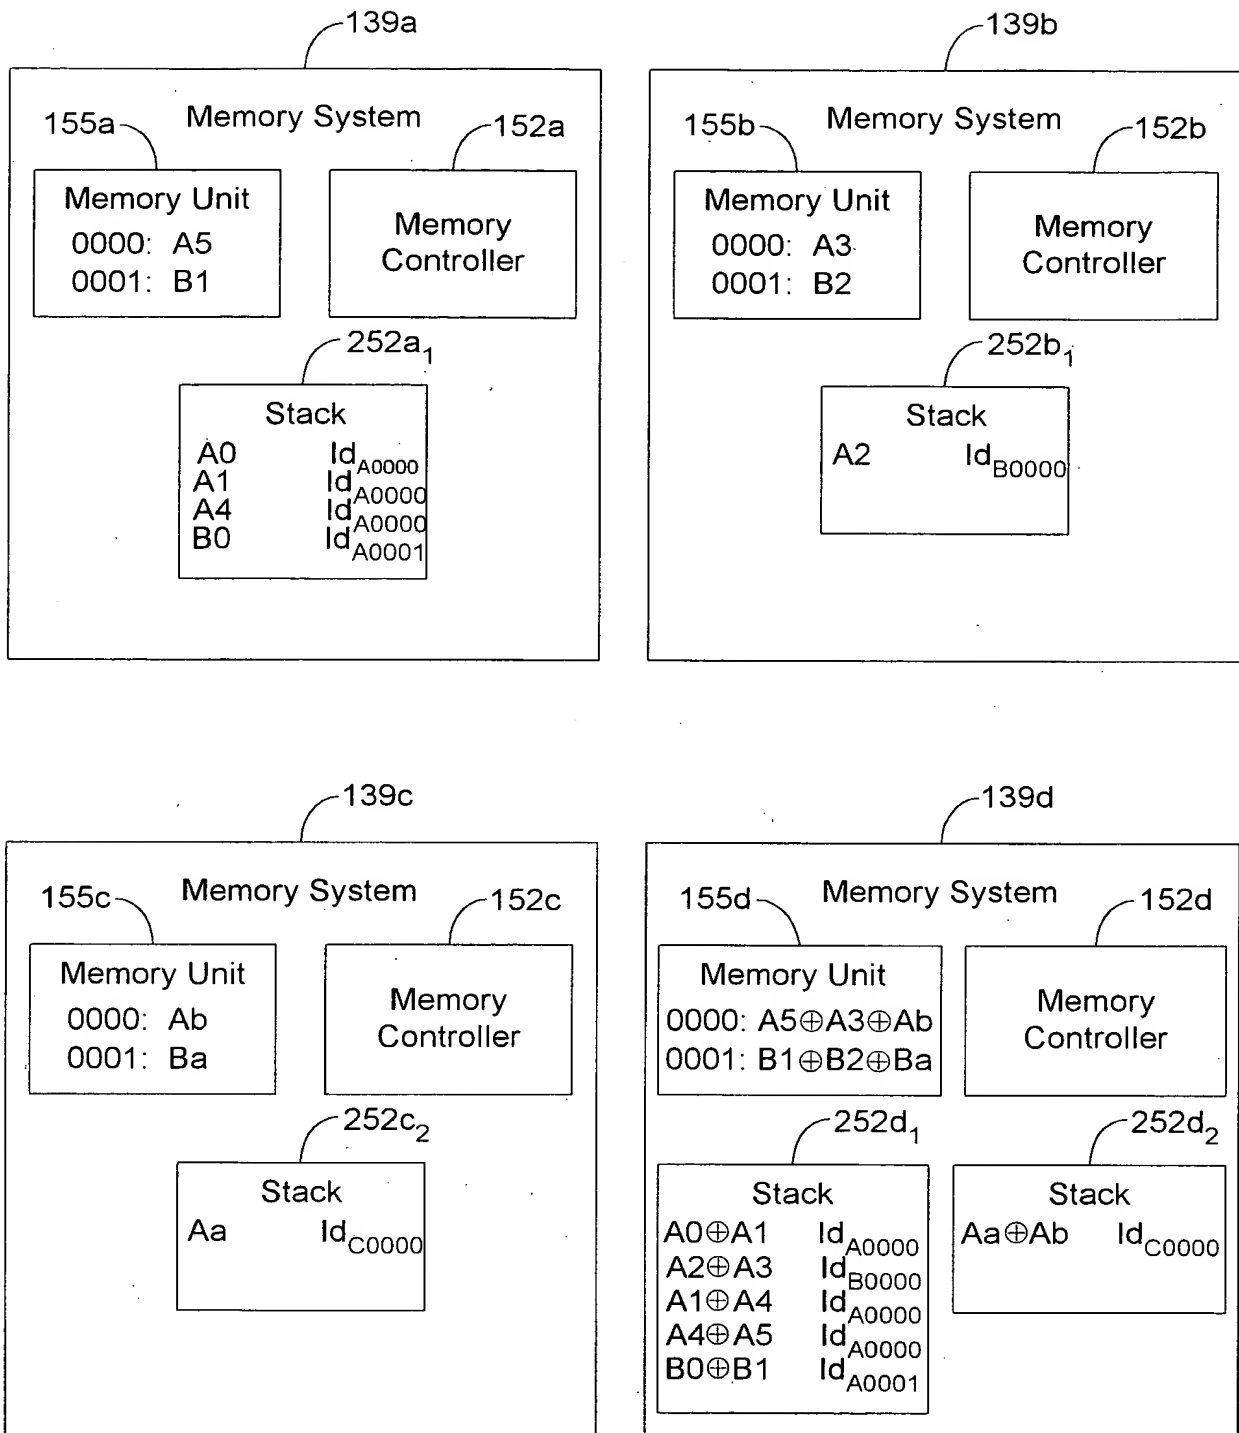 139a
139b
Memory System
155a
152a
Memory Unit
0000: A5
0001: B1
Memory
Controller
252a1
Stack
A0 IdA0000
A1 IdA0000
A4 IdA0000
B0 IdA0001
Memory System
155b
152b
Memory Unit
0000: A3
0001: B2
Memory
Controller
252b1
Stack
A2 IdB0000
139c
139d
Memory System
155c
152c
Memory Unit
0000: Ab
0001: Ba
Memory
Controller
252c2
Stack
Aa IdC0000
Memory System
155d
152d
Memory Unit
0000: A5⊕A3⊕Ab
0001: B1⊕B2⊕Ba
Memory
Controller
252d1
Stack
A0⊕A1 IdA0000
A2⊕A3 IdB0000
A1⊕A4 IdA0000
A4⊕A5 IdA0000
B0⊕B1 IdA0001
252d2
Stack
Aa⊕Ab IdC0000